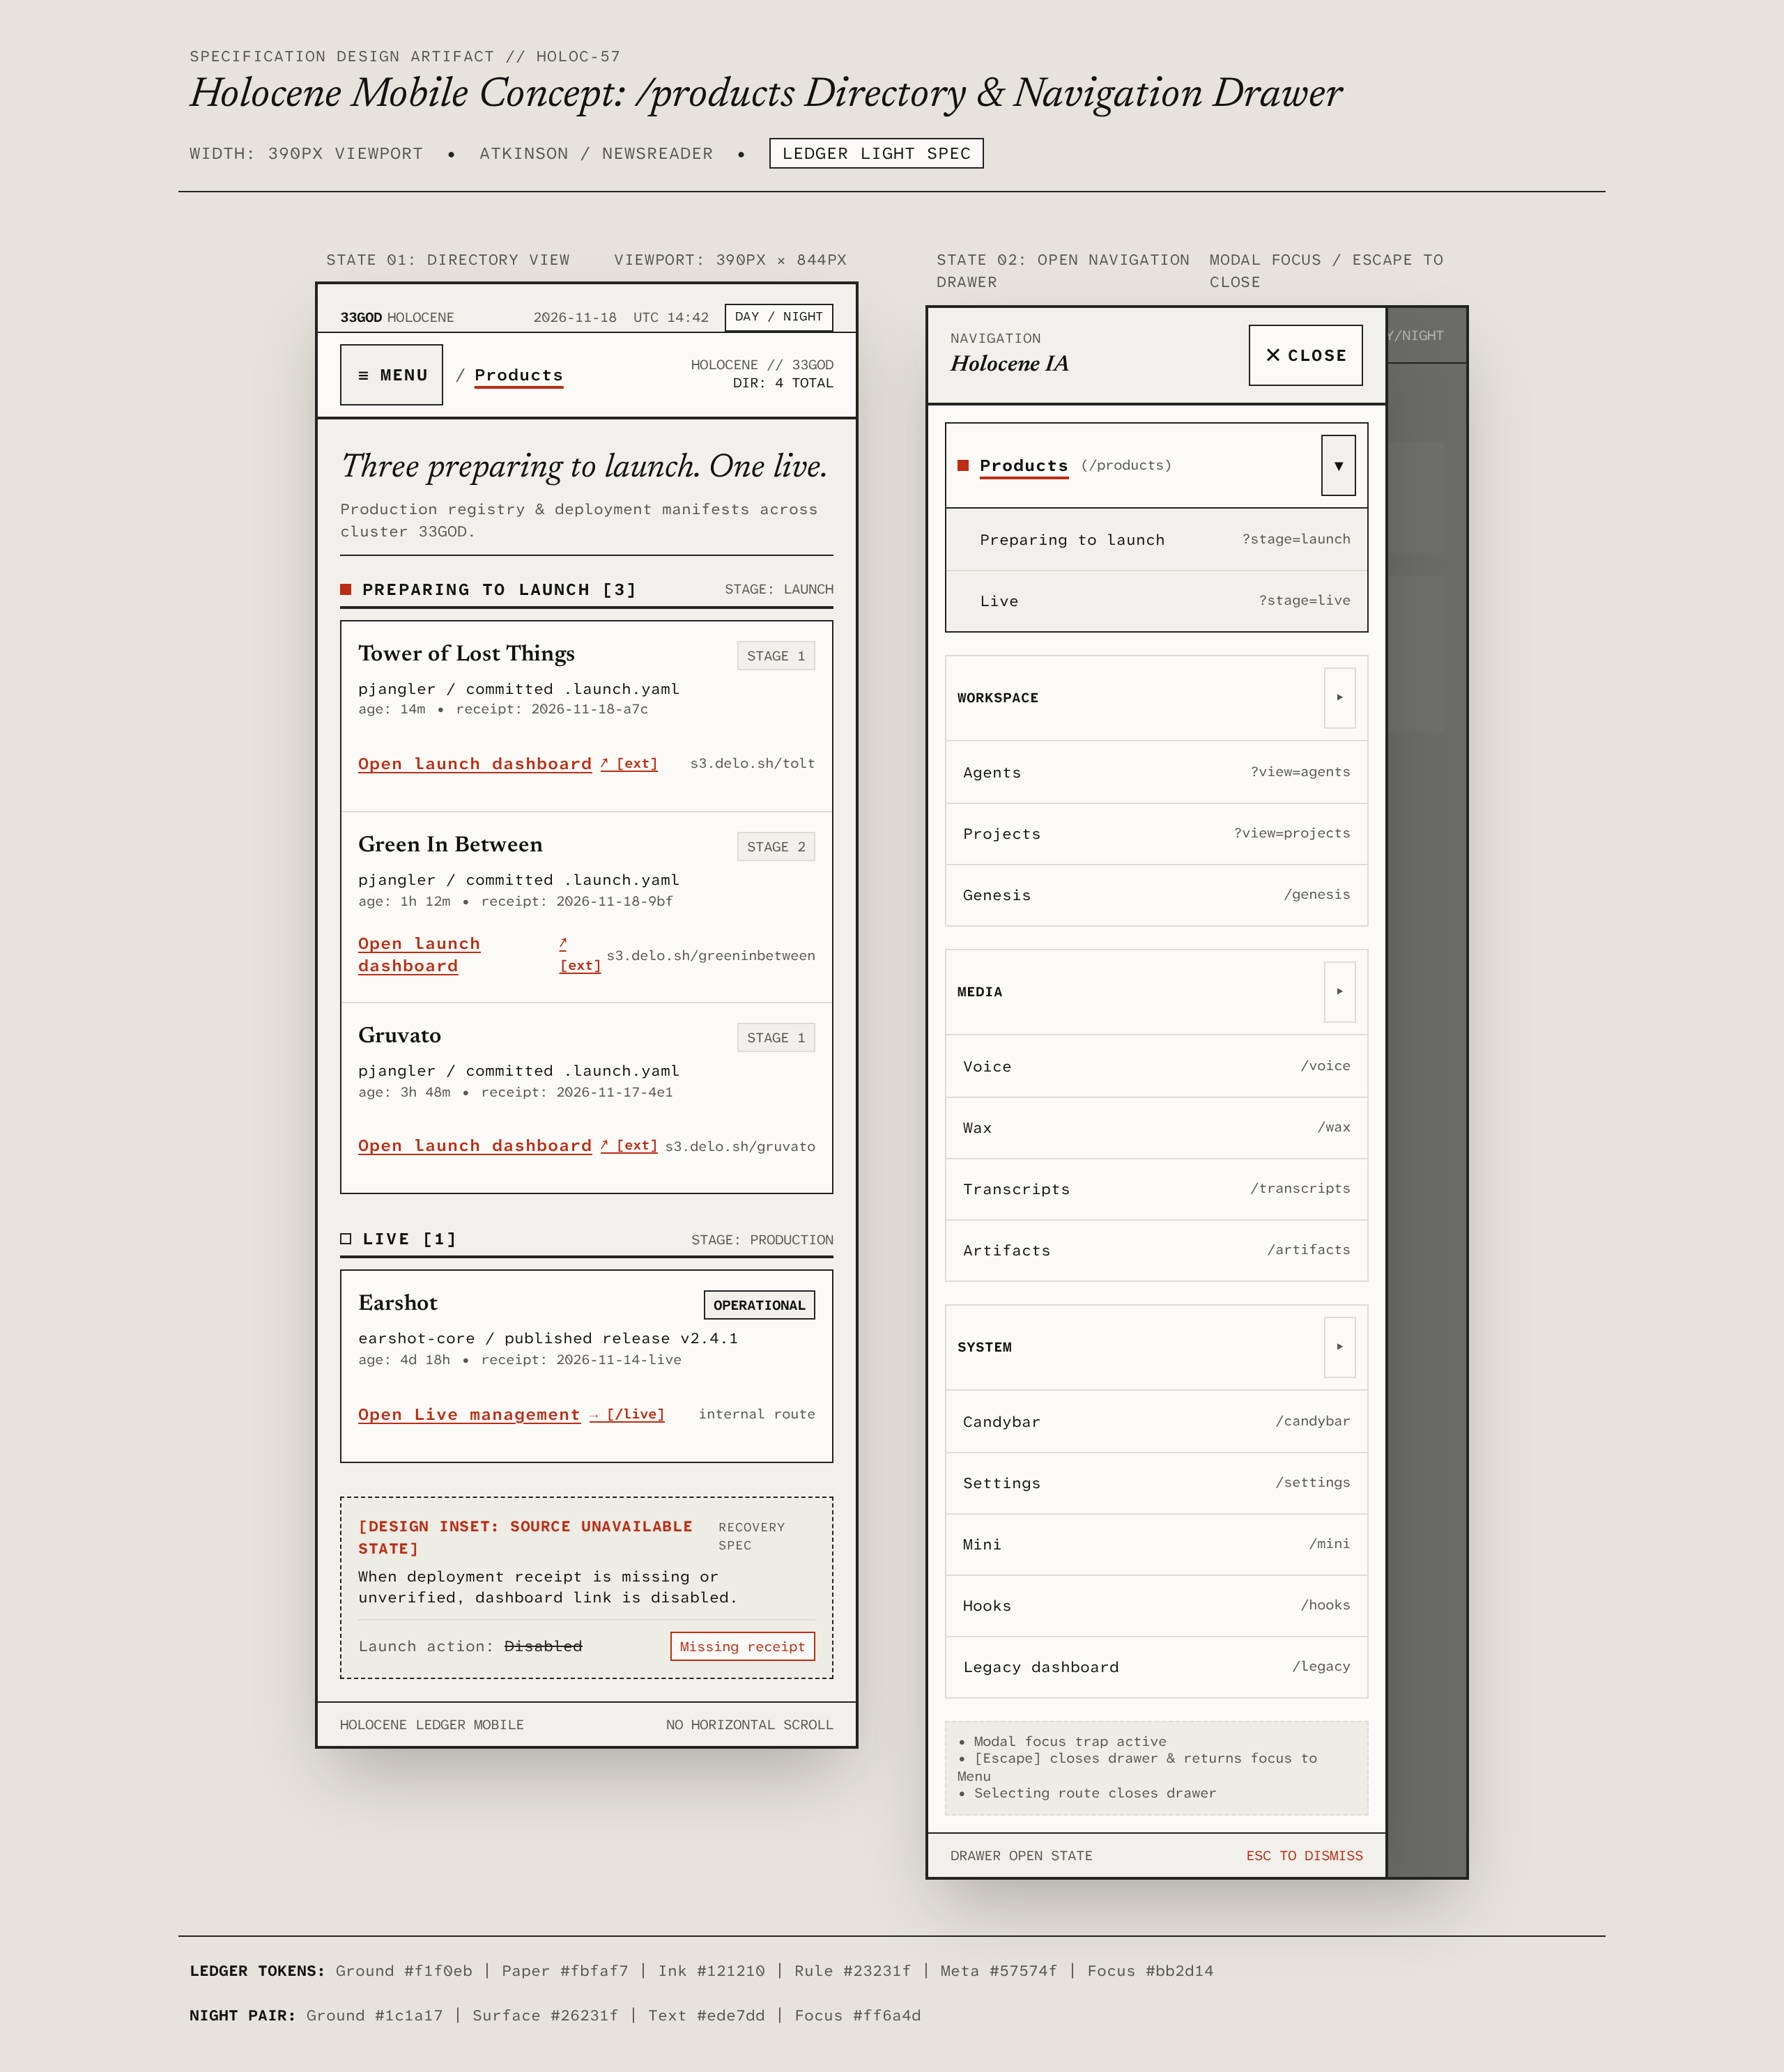 SPECIFICATION DESIGN ARTIFACT // HOLOC-57
Holocene Mobile Concept: /products Directory & Navigation Drawer
WIDTH: 390PX VIEWPORT • ATKINSON / NEWSREADER • LEDGER LIGHT SPEC
STATE 01: DIRECTORY VIEW VIEWPORT: 390PX × 844PX
33GOD HOLOCENE 2026-11-18 UTC 14:42 DAY / NIGHT
≡ MENU / Products
HOLOCENE // 33GOD
DIR: 4 TOTAL
Three preparing to launch. One live.
Production registry & deployment manifests across
cluster 33GOD.
PREPARING TO LAUNCH [3] STAGE: LAUNCH
Tower of Lost Things STAGE 1
pjangler / committed .launch.yaml
age: 14m • receipt: 2026-11-18-a7c
Open launch dashboard ↗ [ext] s3.delo.sh/tolt
Green In Between STAGE 2
pjangler / committed .launch.yaml
age: 1h 12m • receipt: 2026-11-18-9bf
Open launch
dashboard
↗
[ext]
s3.delo.sh/greeninbetween
Gruvato STAGE 1
pjangler / committed .launch.yaml
age: 3h 48m • receipt: 2026-11-17-4e1
Open launch dashboard ↗ [ext] s3.delo.sh/gruvato
LIVE [1] STAGE: PRODUCTION
Earshot OPERATIONAL
earshot-core / published release v2.4.1
age: 4d 18h • receipt: 2026-11-14-live
Open Live management → [/live] internal route
[DESIGN INSET: SOURCE UNAVAILABLE
STATE]
RECOVERY
SPEC
When deployment receipt is missing or
unverified, dashboard link is disabled.
Launch action: Disabled Missing receipt
HOLOCENE LEDGER MOBILE NO HORIZONTAL SCROLL
STATE 02: OPEN NAVIGATION
DRAWER
MODAL FOCUS / ESCAPE TO
CLOSE
NAVIGATION
Holocene IA
✕ CLOSE
Y/NIGHT
Products (/products) ▼
Preparing to launch ?stage=launch
Live ?stage=live
WORKSPACE ▸
Agents ?view=agents
Projects ?view=projects
Genesis /genesis
MEDIA ▸
Voice /voice
Wax /wax
Transcripts /transcripts
Artifacts /artifacts
SYSTEM ▸
Candybar /candybar
Settings /settings
Mini /mini
Hooks /hooks
Legacy dashboard /legacy
• Modal focus trap active
• [Escape] closes drawer & returns focus to
Menu
• Selecting route closes drawer
DRAWER OPEN STATE ESC TO DISMISS
LEDGER TOKENS: Ground #f1f0eb | Paper #fbfaf7 | Ink #121210 | Rule #23231f | Meta #57574f | Focus #bb2d14
NIGHT PAIR: Ground #1c1a17 | Surface #26231f | Text #ede7dd | Focus #ff6a4d